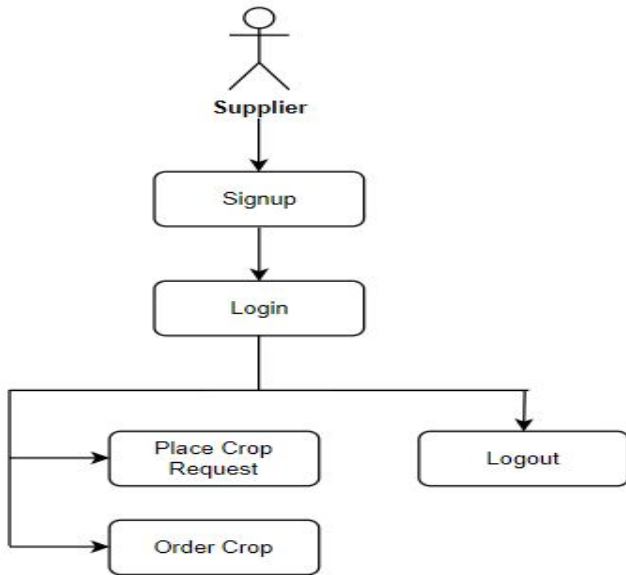 Supplier
Signup
Login
Place Crop
Request
Logout
Order Crop